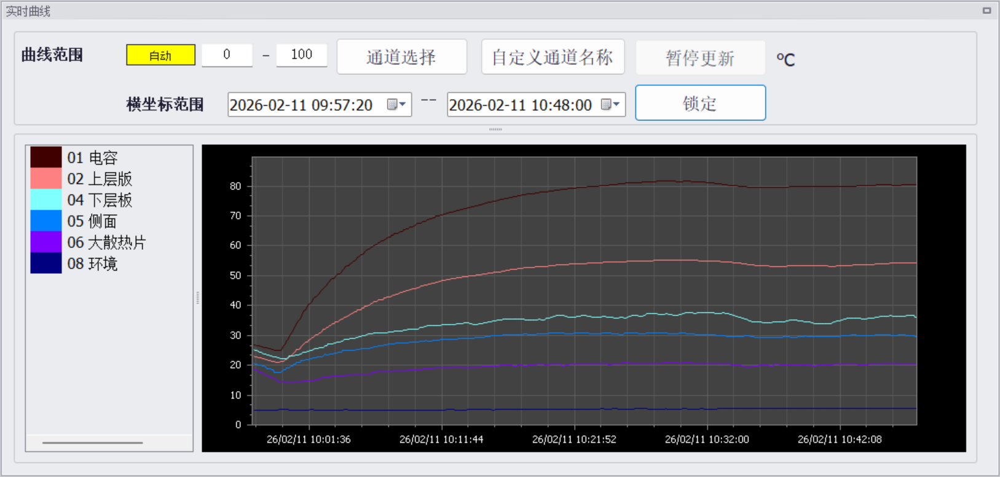 实时曲线
曲线范围 自动 0 - 100 通道选择 自定义通道名称 暂停更新 ℃
横坐标范围 2026-02-11 09:57:20 -- 2026-02-11 10:48:00 锁定
01 电容
02 上层版
04 下层板
05 侧面
06 大散热片
08 环境
80
70
60
50
40
30
20
10
0
26/02/11 10:01:36 26/02/11 10:11:44 26/02/11 10:21:52 26/02/11 10:32:00 26/02/11 10:42:08